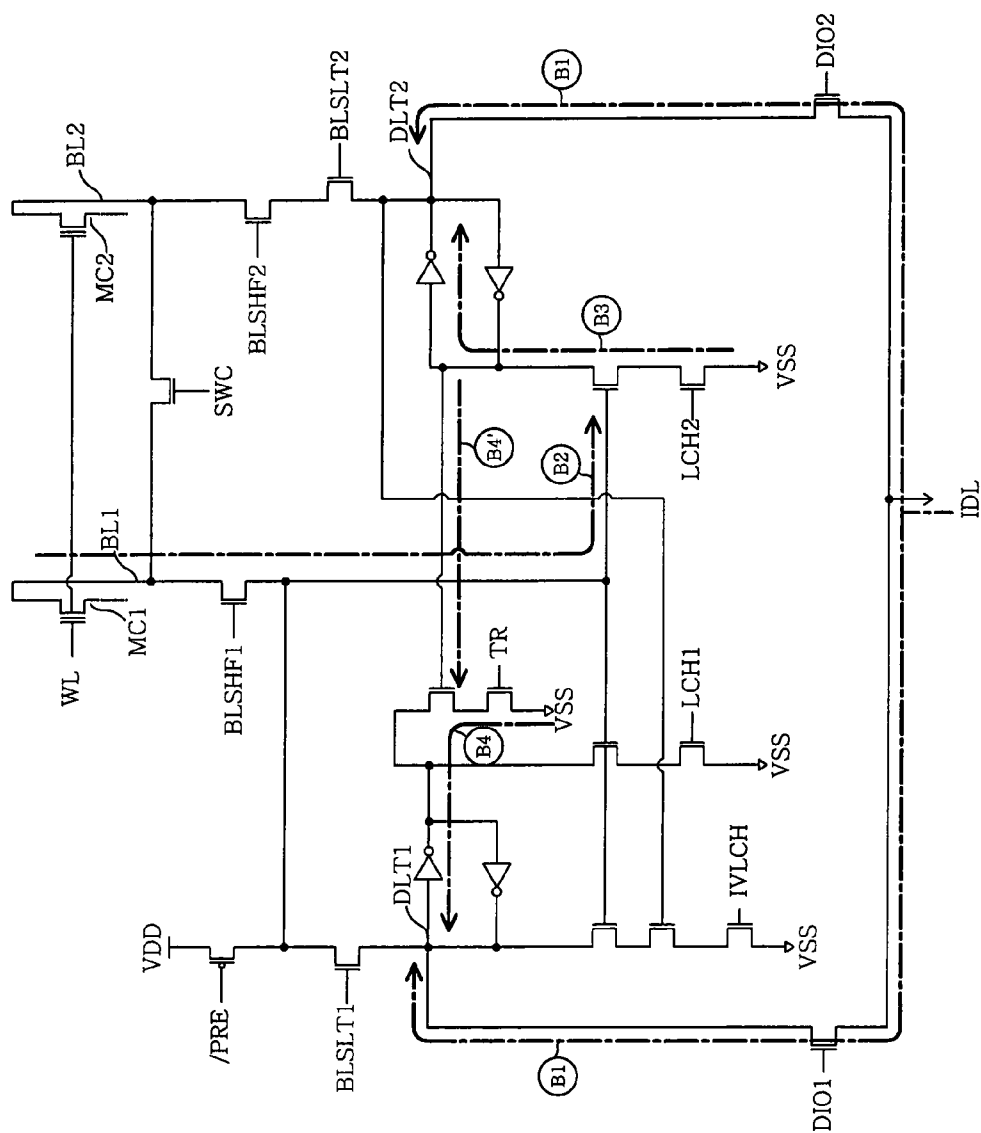 BL2
MC2
BLSHF2
BLSLT2
DLT2
B1
DIO2
SWC
B3
VSS
LCH2
B4'
B2
BL1
MC1
WL
BLSHF1
TR
VSS
LCH1
VSS
B4
IDL
DLT1
IVLCH
VSS
VDD
/PRE
BLSLT1
B1
DIO1